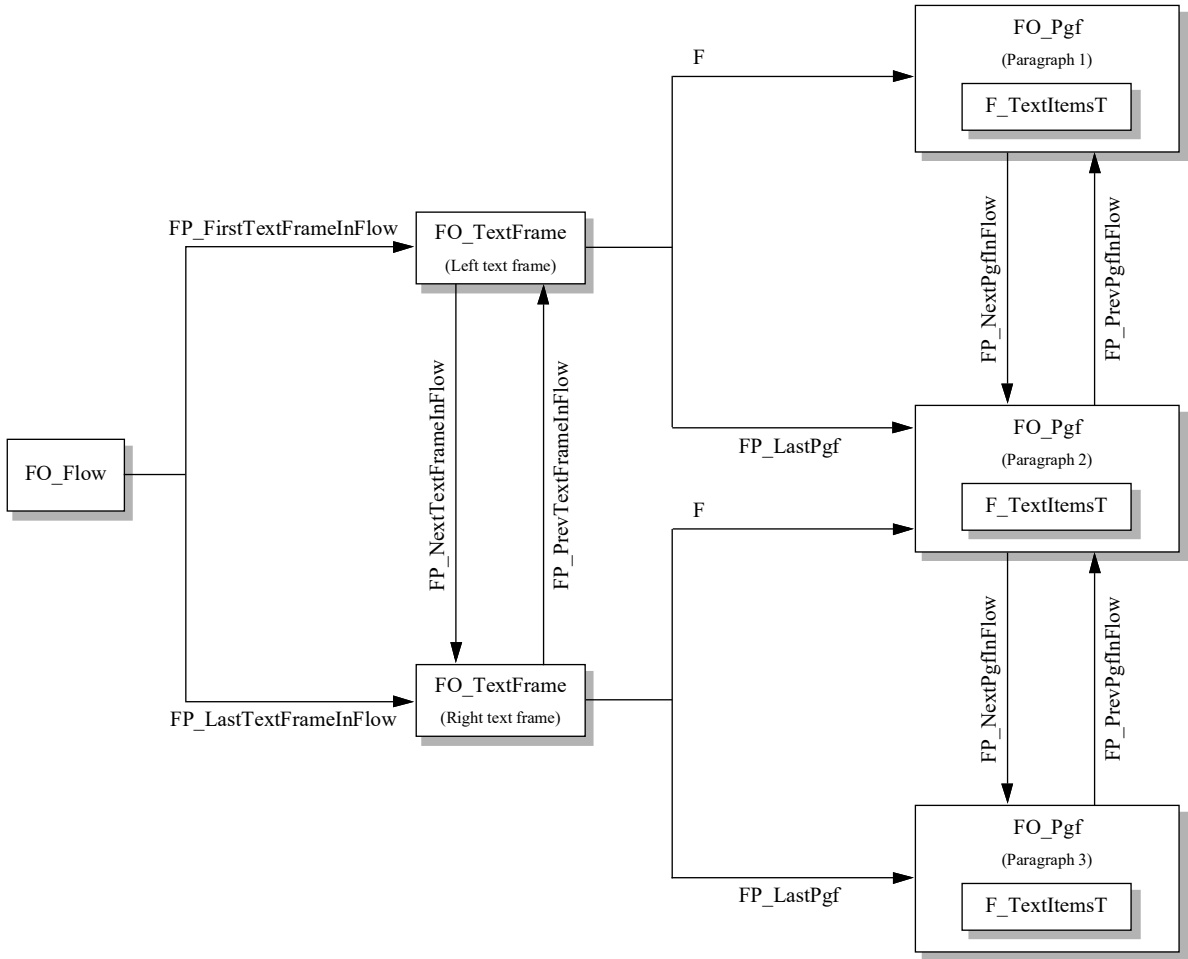 FO_Pgf
(Paragraph 1)
F_TextItemsT
F
FP_NextPgfInFlow
FP_PrevPgfInFlow
FP_FirstTextFrameInFlow
FO_TextFrame
(Left text frame)
FP_NextTextFrameInFlow
FP_PrevTextFrameInFlow
FP_LastPgf
FO_Pgf
(Paragraph 2)
F_TextItemsT
FO_Flow
F
FP_NextPgfInFlow
FP_PrevPgfInFlow
FP_LastTextFrameInFlow
FO_TextFrame
(Right text frame)
FP_LastPgf
FO_Pgf
(Paragraph 3)
F_TextItemsT